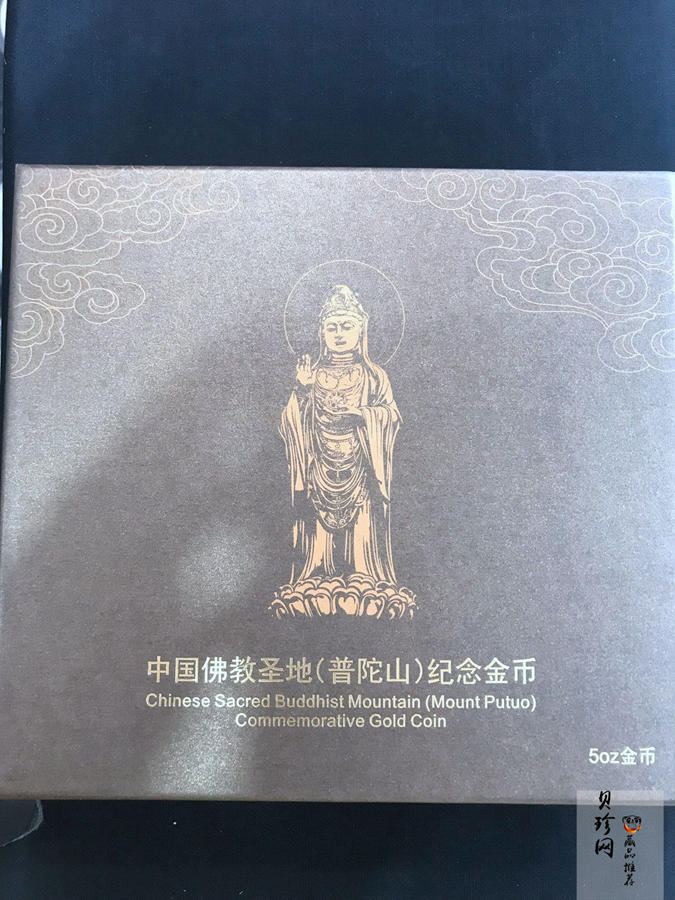 中国佛教圣地（普陀山）纪念金币
Chinese Sacred Buddhist Mountain (Mount Putuo)
Commemorative Gold Coin
5oz金币
贝珍网
藏品推荐